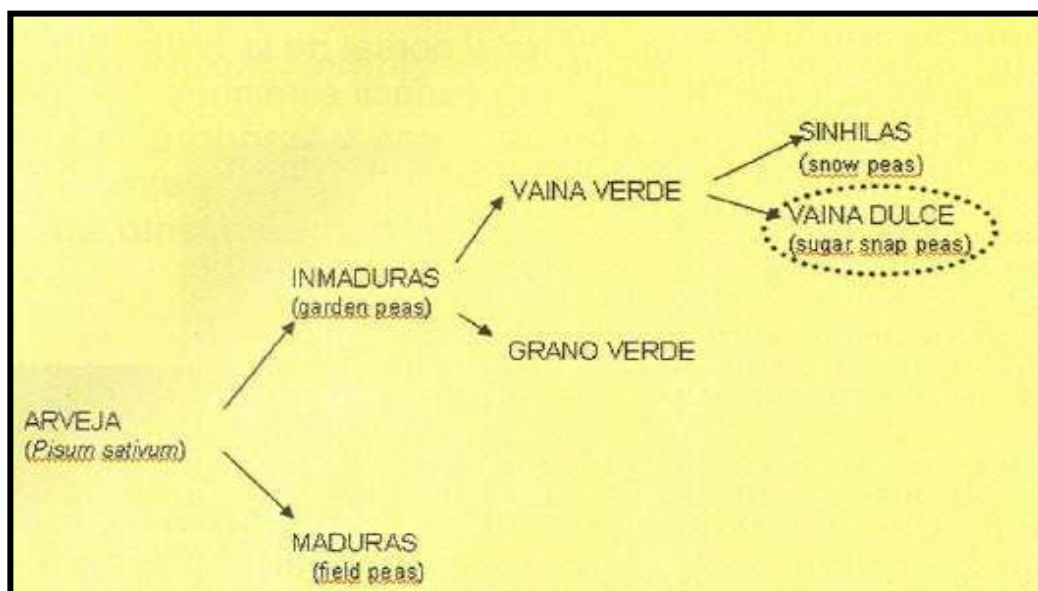 SINHILAS
(snow peas)
VAINA VERDE
VAINA DULCE
(sugar snap peas)
INMADURAS
(garden peas)
GRANO VERDE
ARVEJA
(Pisum sativum)
MADURAS
(field peas)